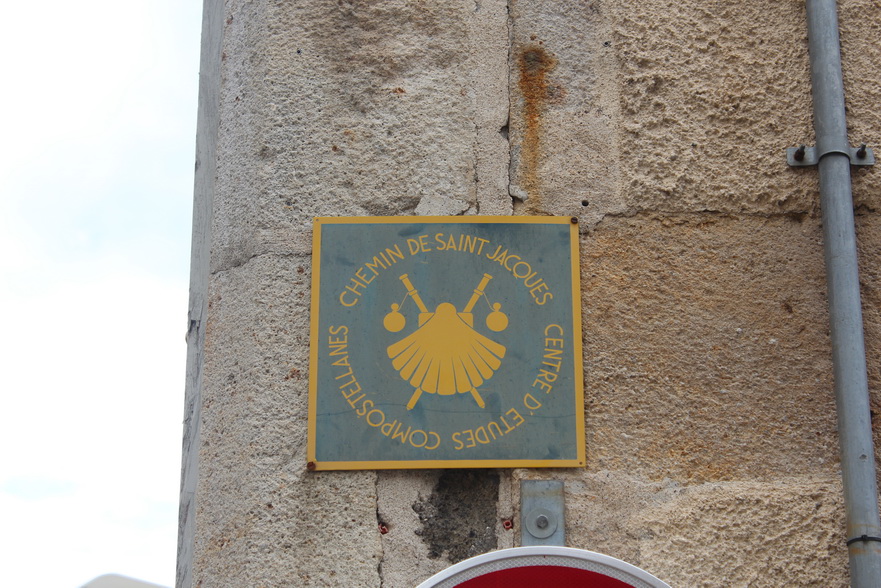 CHEMIN DE SAINT JACQUES
CENTRE D'ETUDES COMPOSTELLANES